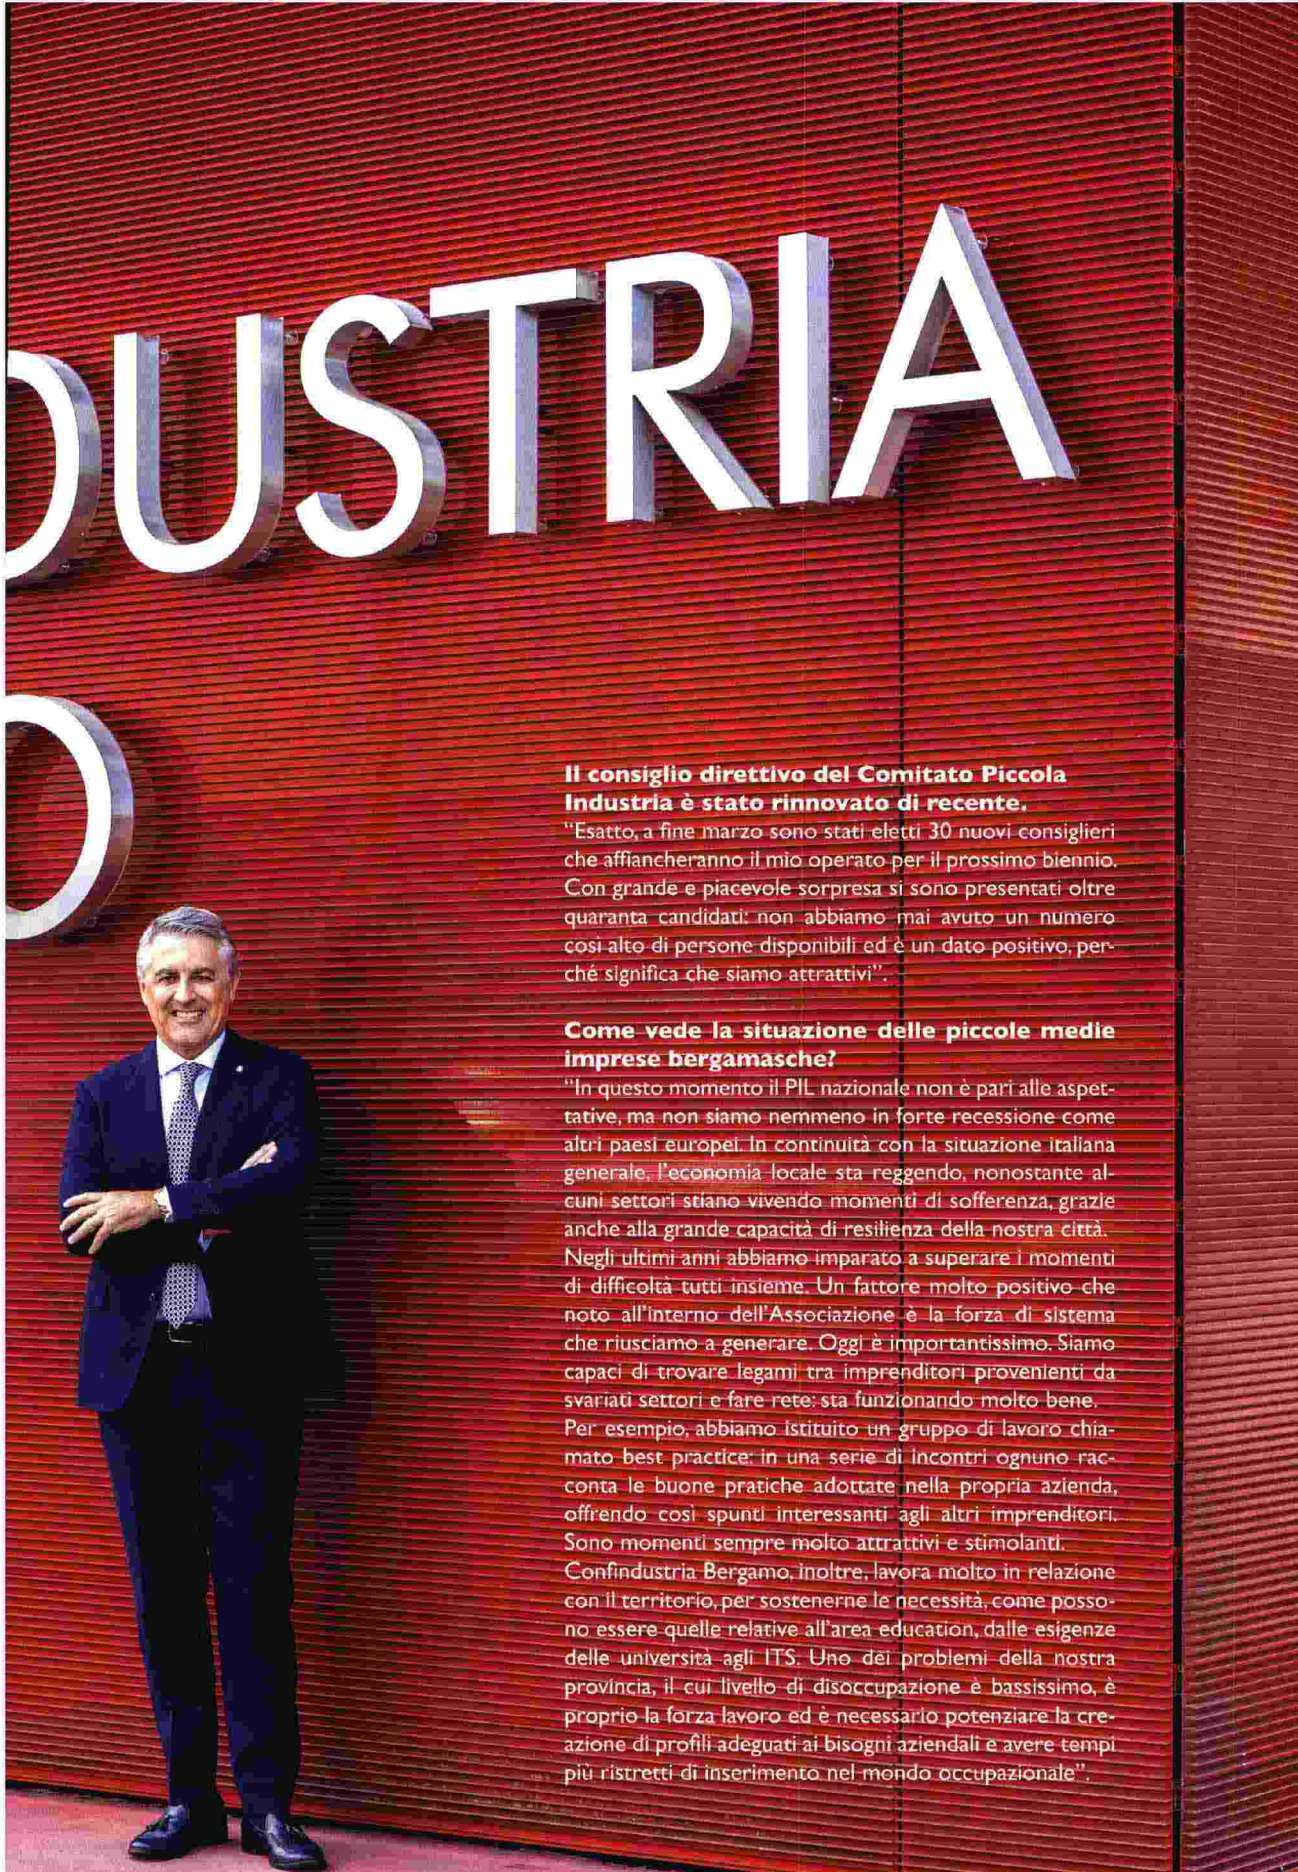 DUSTRIA
O
Il consiglio direttivo del Comitato Piccola
Industria è stato rinnovato di recente.
“Esatto, a fine marzo sono stati eletti 30 nuovi consiglieri
che affiancheranno il mio operato per il prossimo biennio.
Con grande e piacevole sorpresa si sono presentati oltre
quaranta candidati: non abbiamo mai avuto un numero
così alto di persone disponibili ed è un dato positivo, per-
ché significa che siamo attrattivi”.
Come vede la situazione delle piccole medie
imprese bergamasche?
“In questo momento il PIL nazionale non è pari alle aspet-
tative, ma non siamo nemmeno in forte recessione come
altri paesi europei. In continuità con la situazione italiana
generale, l’economia locale sta reggendo, nonostante al-
cuni settori stiano vivendo momenti di sofferenza, grazie
anche alla grande capacità di resilienza della nostra città.
Negli ultimi anni abbiamo imparato a superare i momenti
di difficoltà tutti insieme. Un fattore molto positivo che
noto all’interno dell’Associazione è la forza di sistema
che riusciamo a generare. Oggi è importantissimo. Siamo
capaci di trovare legami tra imprenditori provenienti da
svariati settori e fare rete: sta funzionando molto bene.
Per esempio, abbiamo istituito un gruppo di lavoro chia-
mato best practice: in una serie di incontri ognuno rac-
conta le buone pratiche adottate nella propria azienda,
offrendo così spunti interessanti agli altri imprenditori.
Sono momenti sempre molto attrattivi e stimolanti.
Confindustria Bergamo, inoltre, lavora molto in relazione
con il territorio, per sostenerne le necessità, come posso-
no essere quelle relative all’area education, dalle esigenze
delle università agli ITS. Uno dei problemi della nostra
provincia, il cui livello di disoccupazione è bassissimo, è
proprio la forza lavoro ed è necessario potenziare la cre-
azione di profili adeguati ai bisogni aziendali e avere tempi
più ristretti di inserimento nel mondo occupazionale”.